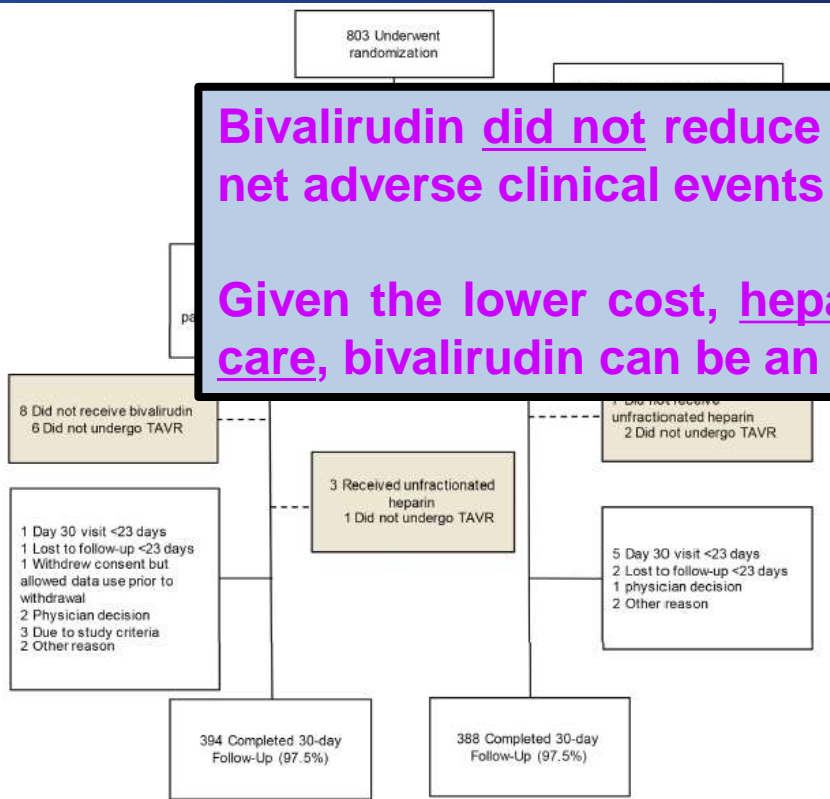 803 Underwent
randomization
Bivalirudin did not reduce
net adverse clinical events
Given the lower cost,
care, bivalirudin can be an
8 Did not receive bivalirudin
6 Did not undergo TAVR
unfractionated heparin
2 Did not undergo TAVR
3 Received unfractionated
heparin
1 Did not undergo TAVR
1 Day 30 visit <23 days
1 Lost to follow-up <23 days
1 Withdrew consent but
allowed data use prior to
withdrawal
2 Physician decision
3 Due to study criteria
2 Other reason
5 Day 30 visit <23 days
2 Lost to follow-up <23 days
1 physician decision
2 Other reason
394 Completed 30-day
Follow-Up (97.5%)
388 Completed 30-day
Follow-Up (97.5%)